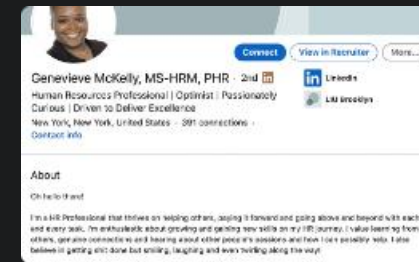 Connect
View in Recruiter
More...
Genevieve McKelly, MS-HRM, PHR · 2nd in
Human Resources Professional | Optimist | Passionately
Curious | Driven to Deliver Excellence
New York, New York, United States · 391 connections ·
Contact info
in LinkedIn
LIU Brooklyn
About
Oh hello there!
I'm a HR Professional that thrives on helping others, paying it forward and going above and beyond with each
and every task. I'm enthusiastic about growing and gaining new skills on my HR journey. I value learning from
others, genuine connections and hearing about other people's passions and how I can possibly help. I also
believe in getting shit done but smiling, laughing and even twirling along the way!